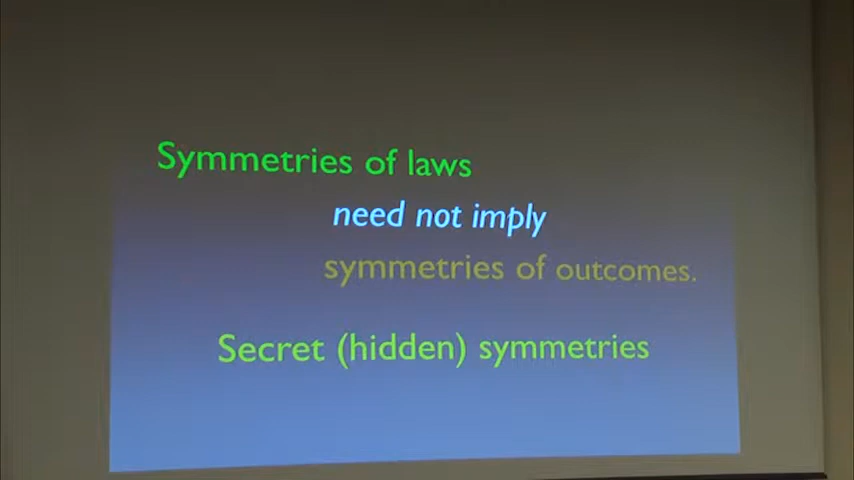 Symmetries of laws
need not imply
symmetries of outcomes.
Secret (hidden) symmetries